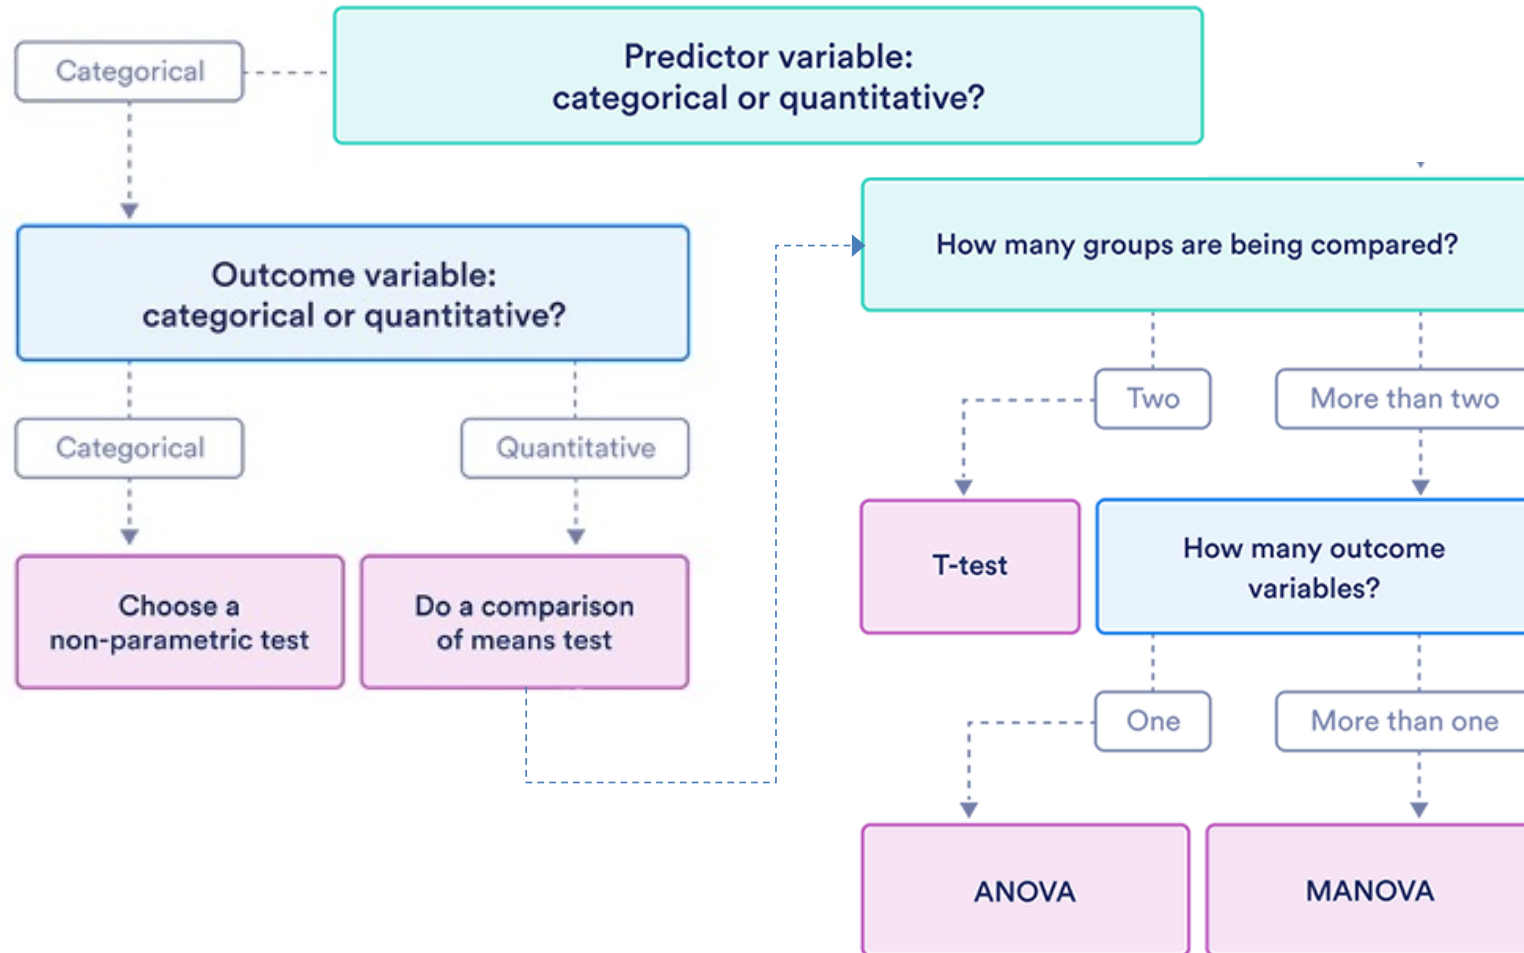 Categorical
Predictor variable:
categorical or quantitative?
Outcome variable:
categorical or quantitative?
Categorical
Quantitative
Choose a
non-parametric test
Do a comparison
of means test
How many groups are being compared?
Two
More than two
T-test
How many outcome
variables?
One
More than one
ANOVA
MANOVA